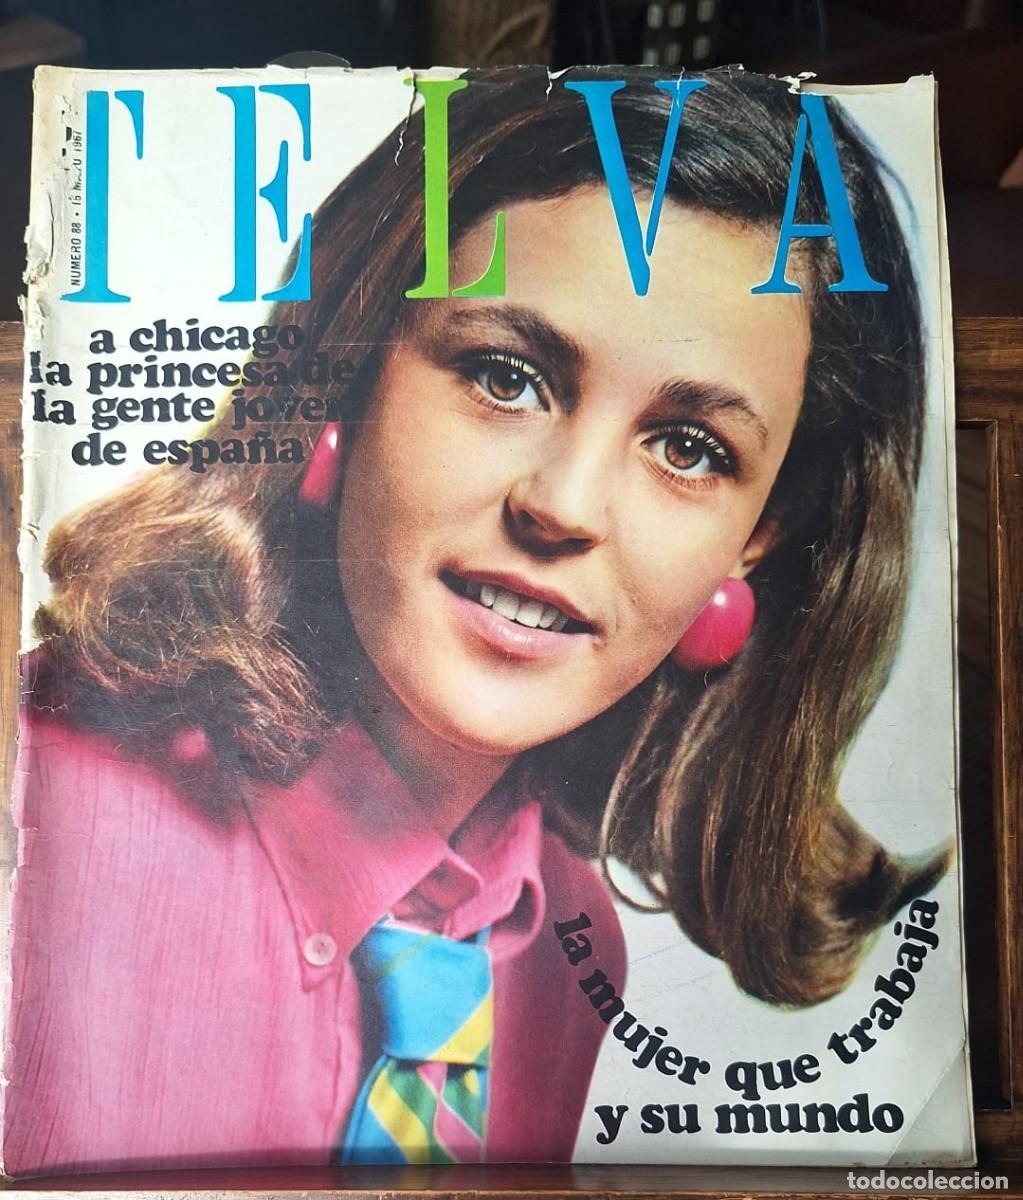 TELVA
NUMERO 88 • 15 1967
a chicago
la princesa de
la gente joven
de españa
la mujer que trabaja
y su mundo
todocoleccion